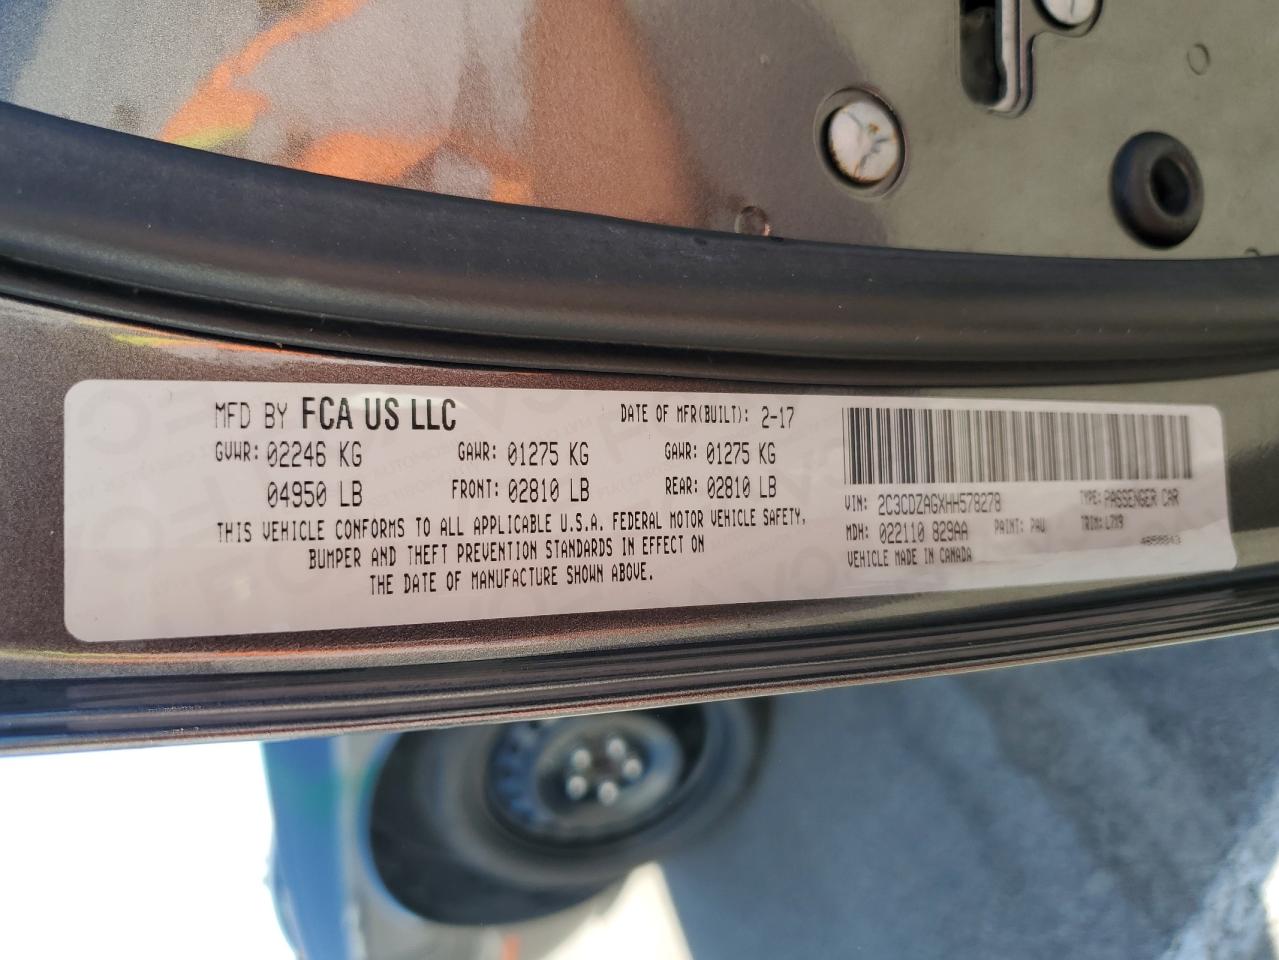 MFD BY FCA US LLC DATE OF MFR(BUILT): 2-17
GVWR: 02246 KG GAWR: 01275 KG GAWR: 01275 KG
04950 LB FRONT: 02810 LB REAR: 02810 LB
THIS VEHICLE CONFORMS TO ALL APPLICABLE U.S.A. FEDERAL MOTOR VEHICLE SAFETY,
BUMPER AND THEFT PREVENTION STANDARDS IN EFFECT ON
THE DATE OF MANUFACTURE SHOWN ABOVE.
VIN: 2C3CDZAGXHH578278 TYPE: PASSENGER CAR
MDH: 022110 829AA PAINT: PAU TRIM: L7X9
VEHICLE MADE IN CANADA